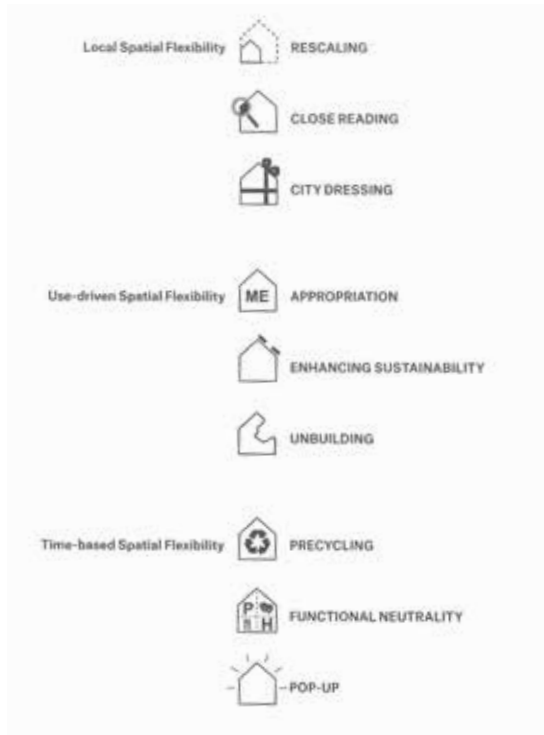 Local Spatial Flexibility RESCALING
CLOSE READING
CITY DRESSING
Use-driven Spatial Flexibility ME APPROPRIATION
ENHANCING SUSTAINABILITY
UNBUILDING
Time-based Spatial Flexibility PRECYCLING
P H FUNCTIONAL NEUTRALITY
POP-UP